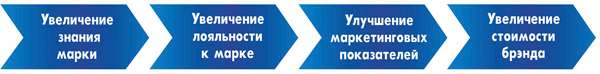 Увеличение
знания
марки
Увеличение
лояльности
к марке
Улучшение
маркетинговых
показателей
Увеличение
стоимости
брэнда